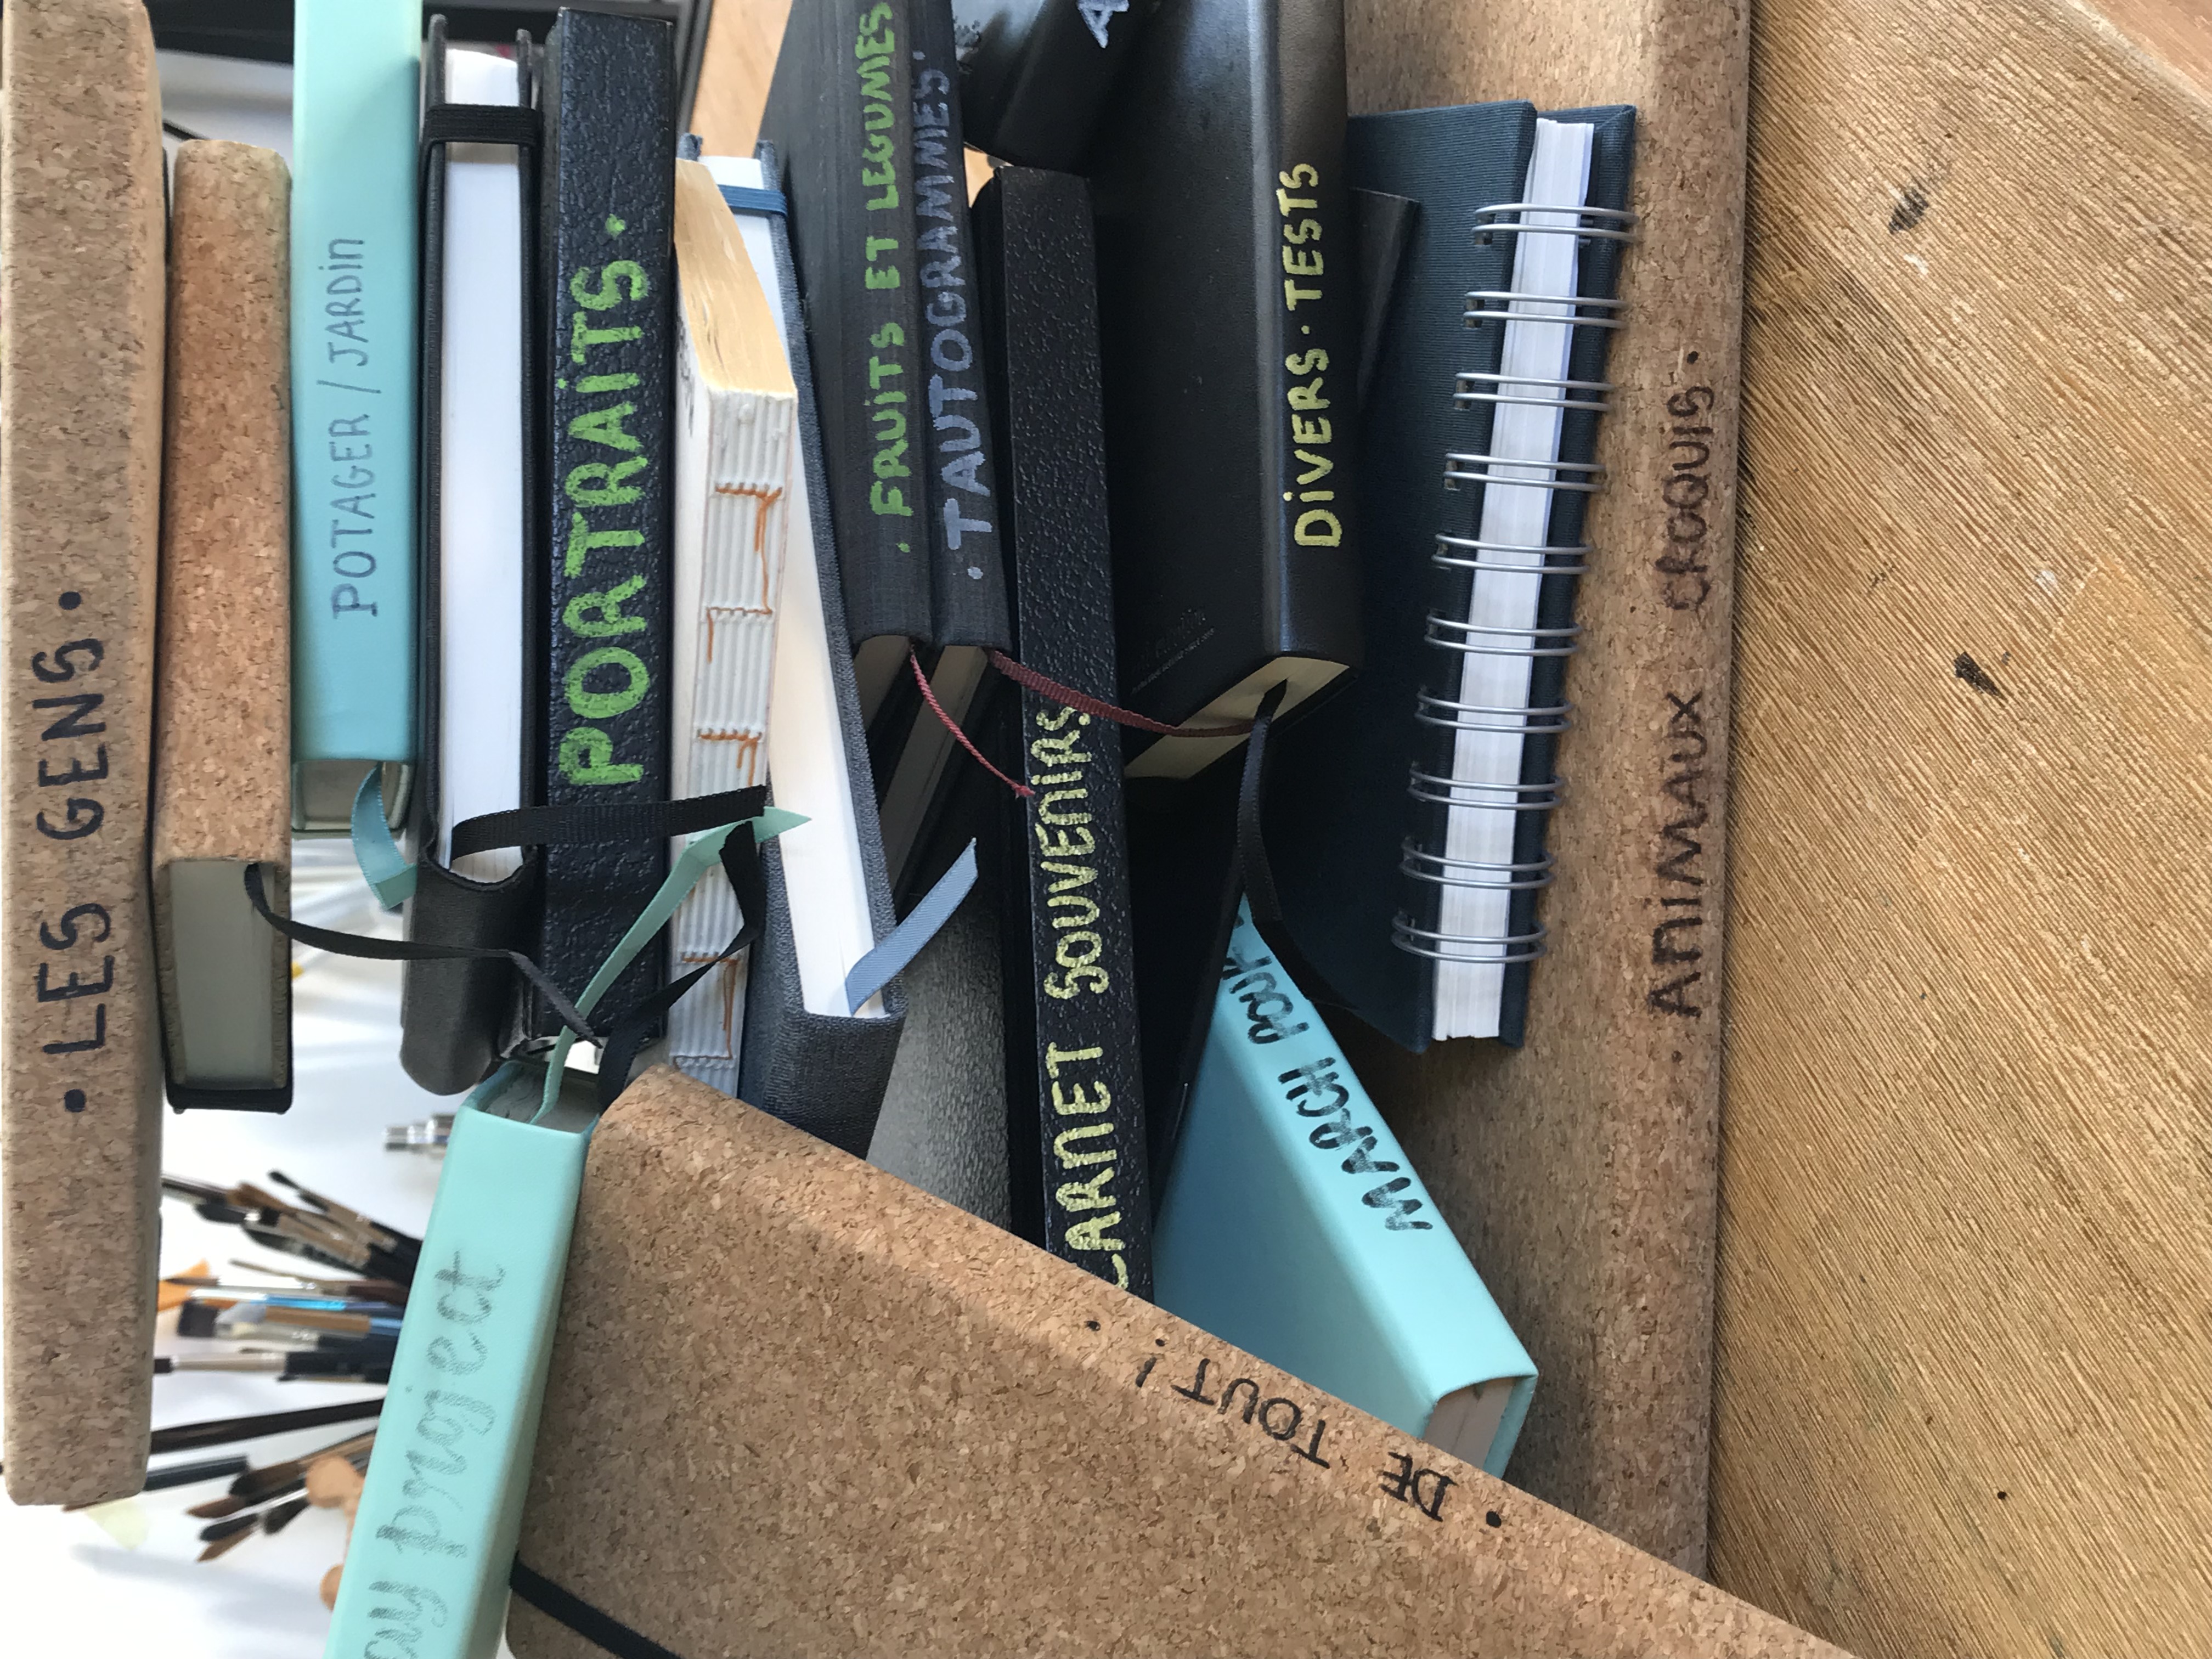 • LES GENS •
POTAGER / JARDIN
project
PORTRAITS •
• FRUITS ET LEGUMES
• TAUTOGRAMMES •
CARNET SOUVENIRS
• DE TOUT! •
MARCH
DIVERS • TESTS
• ANIMAUX CROQUIS •